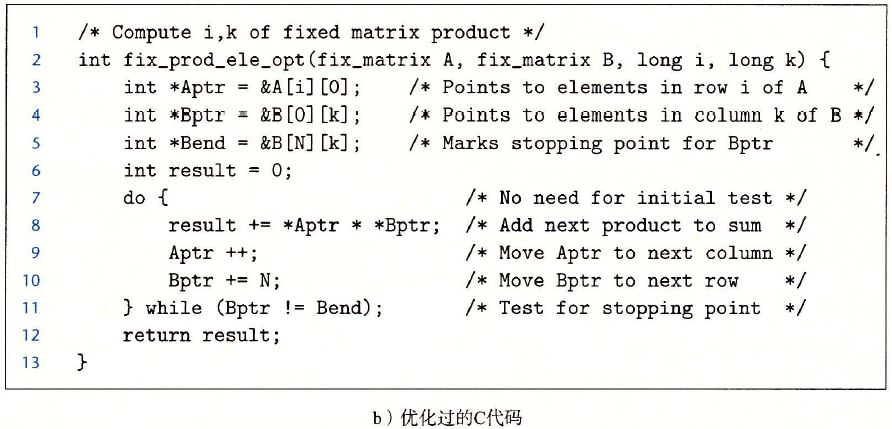 1 /* Compute i,k of fixed matrix product */
2 int fix_prod_ele_opt(fix_matrix A, fix_matrix B, long i, long k) {
3     int *Aptr = &A[i][0];    /* Points to elements in row i of A    */
4     int *Bptr = &B[0][k];    /* Points to elements in column k of B */
5     int *Bend = &B[N][k];    /* Marks stopping point for Bptr       */
6     int result = 0;
7     do {                          /* No need for initial test */
8         result += *Aptr * *Bptr;  /* Add next product to sum  */
9         Aptr ++;                  /* Move Aptr to next column */
10         Bptr += N;                /* Move Bptr to next row    */
11     } while (Bptr != Bend);       /* Test for stopping point  */
12     return result;
13 }
b）优化过的C代码